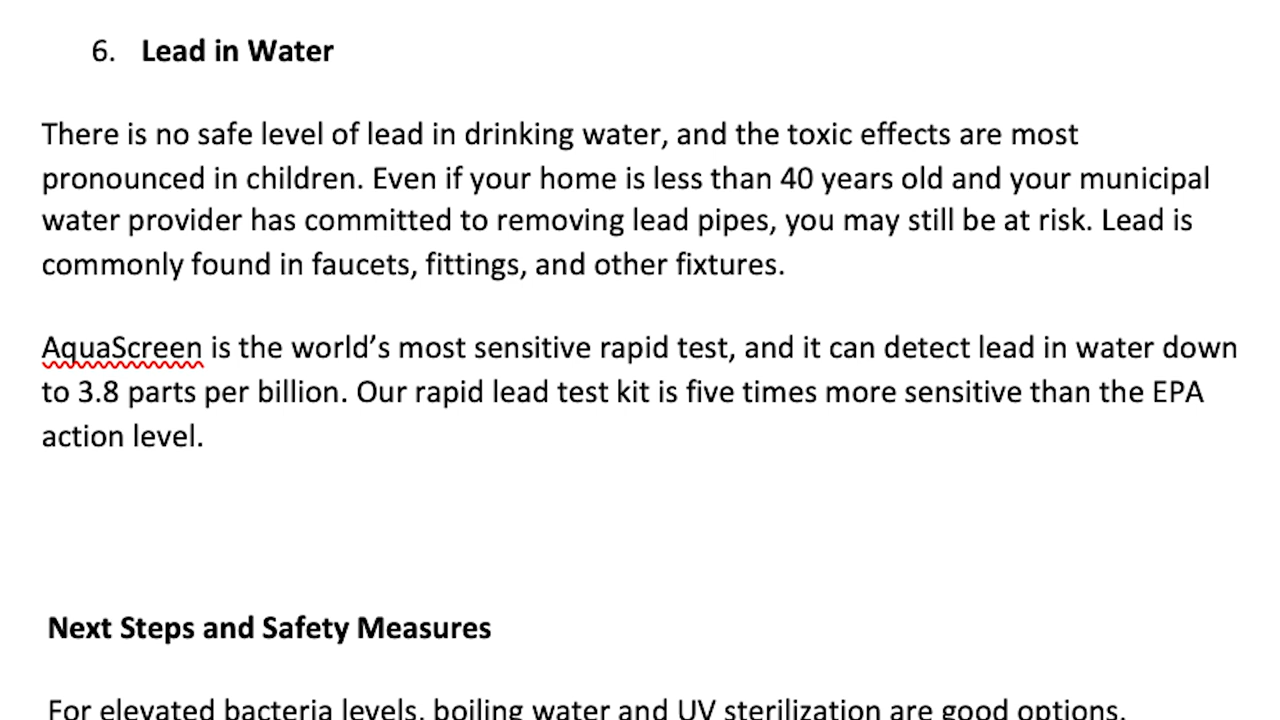 6. Lead in Water
There is no safe level of lead in drinking water, and the toxic effects are most
pronounced in children. Even if your home is less than 40 years old and your municipal
water provider has committed to removing lead pipes, you may still be at risk. Lead is
commonly found in faucets, fittings, and other fixtures.
AquaScreen is the world’s most sensitive rapid test, and it can detect lead in water down
to 3.8 parts per billion. Our rapid lead test kit is five times more sensitive than the EPA
action level.
Next Steps and Safety Measures
For elevated bacteria levels, boiling water and UV sterilization are good options.